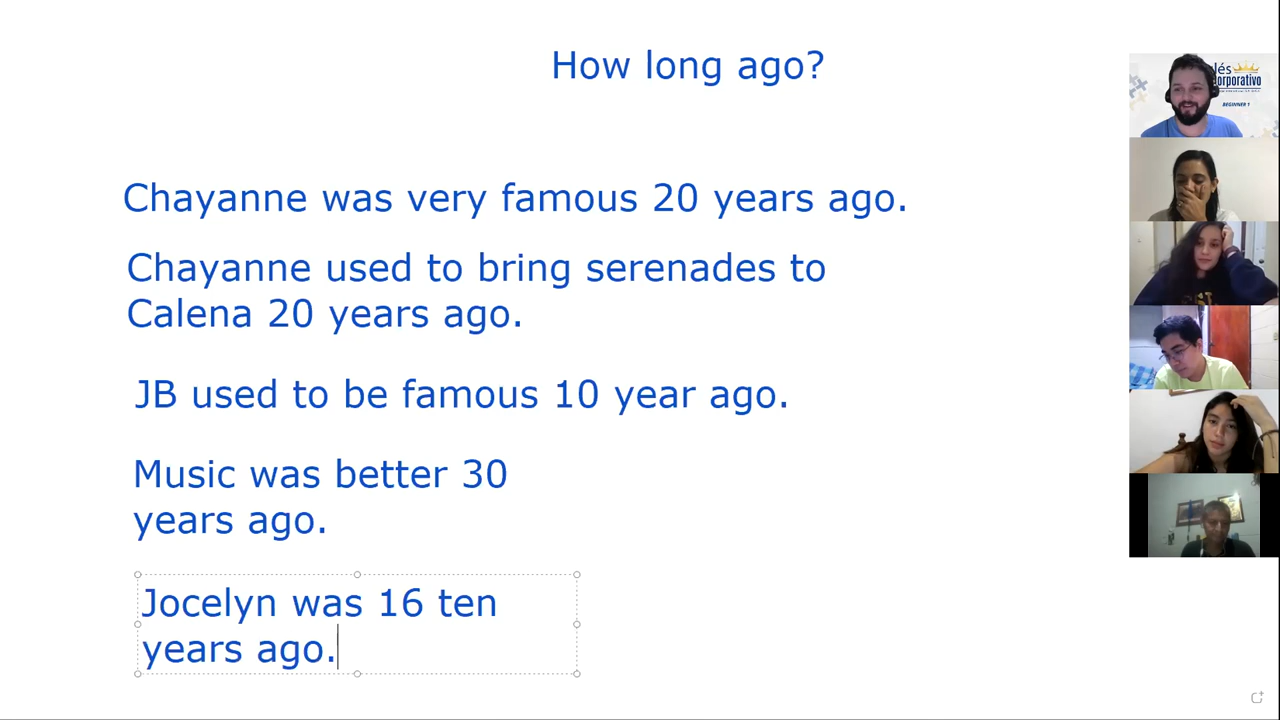 How long ago?
Chayanne was very famous 20 years ago.
Chayanne used to bring serenades to
Calena 20 years ago.
JB used to be famous 10 year ago.
Music was better 30
years ago.
Jocelyn was 16 ten
years ago.
BEGINNER 1